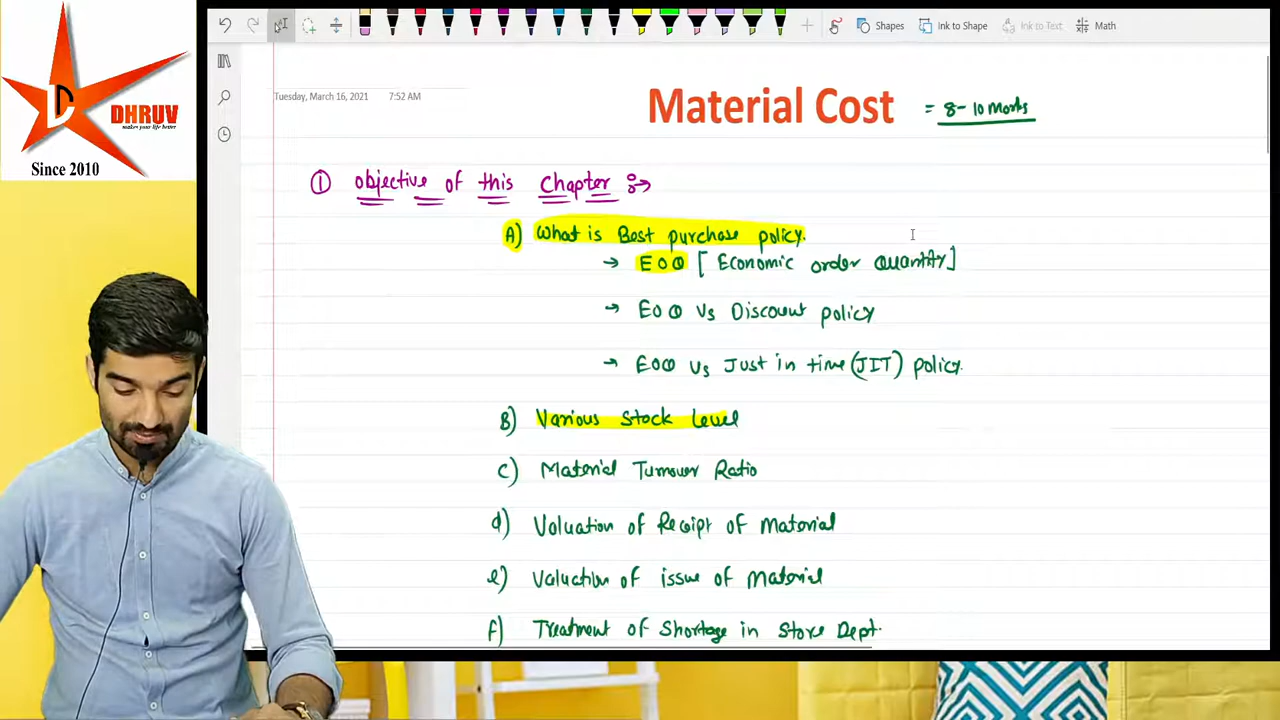 DHRUV
makes your life better
Since 2010
Shapes
Ink to Shape
Ink to Text
Math
Tuesday, March 16, 2021 7:52 AM
Material Cost = 8-10 Marks
① objective of this Chapter :→
A) What is Best purchase policy.
→ EOQ [Economic order Quantity]
→ EOQ Vs Discount policy
→ EOQ Vs Just in time (JIT) policy.
B) Various Stock Level
C) Material Turnover Ratio
d) Valuation of Receipt of Material
e) Valuation of issue of Material
f) Treatment of Shortage in Store Dept.